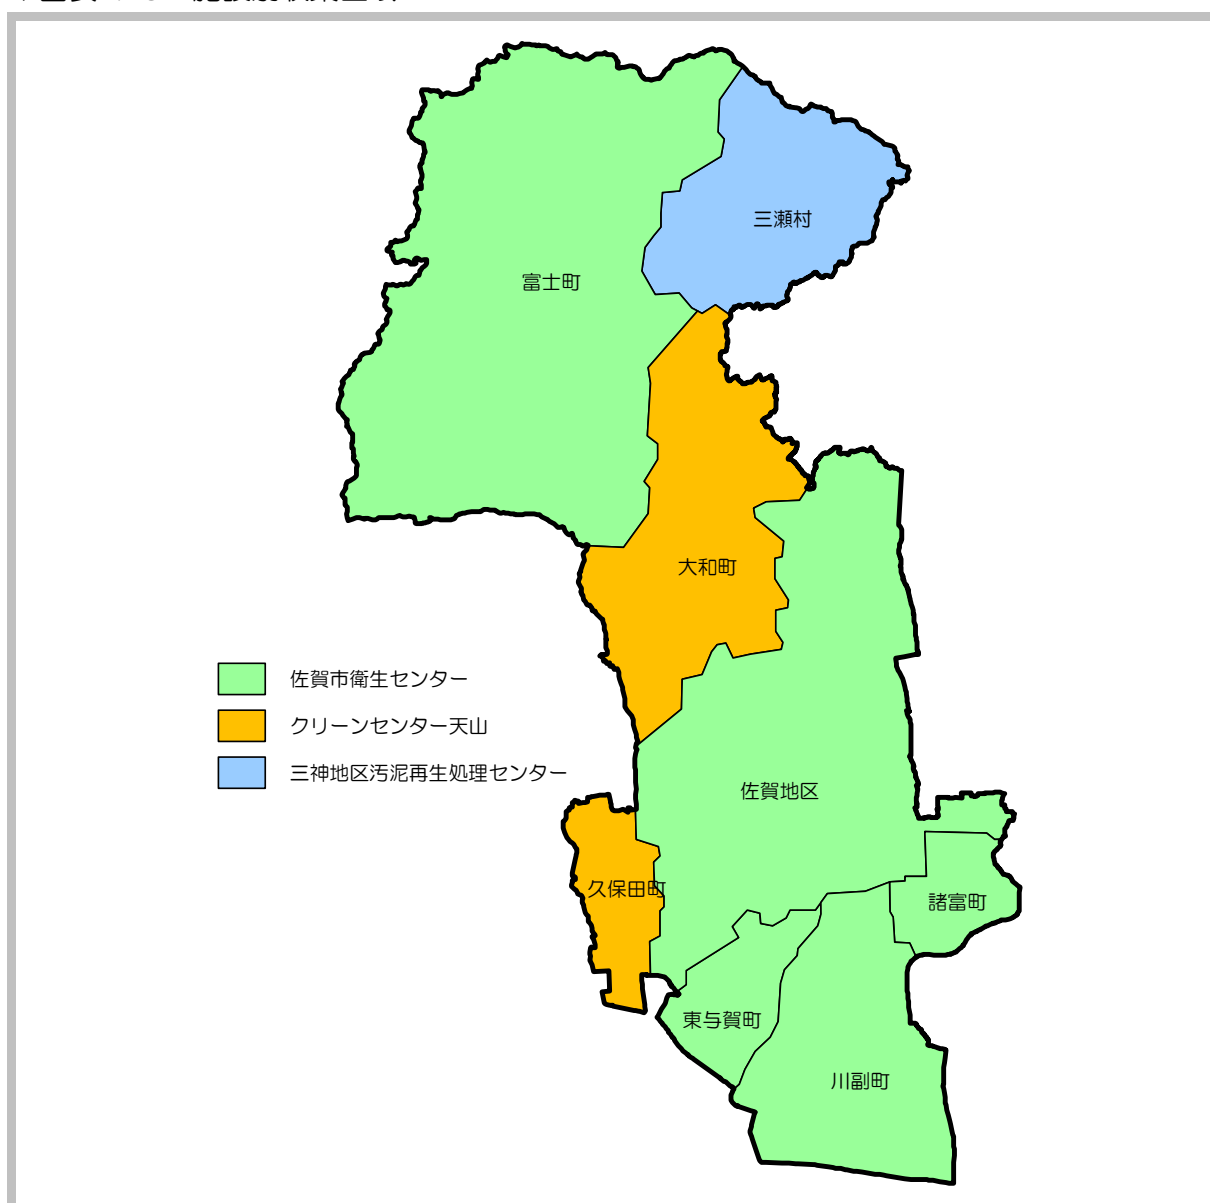 三瀬村
富士町
大和町
佐賀市衛生センター
クリーンセンター天山
三神地区汚泥再生処理センター
佐賀地区
久保田町
諸富町
東与賀町
川副町